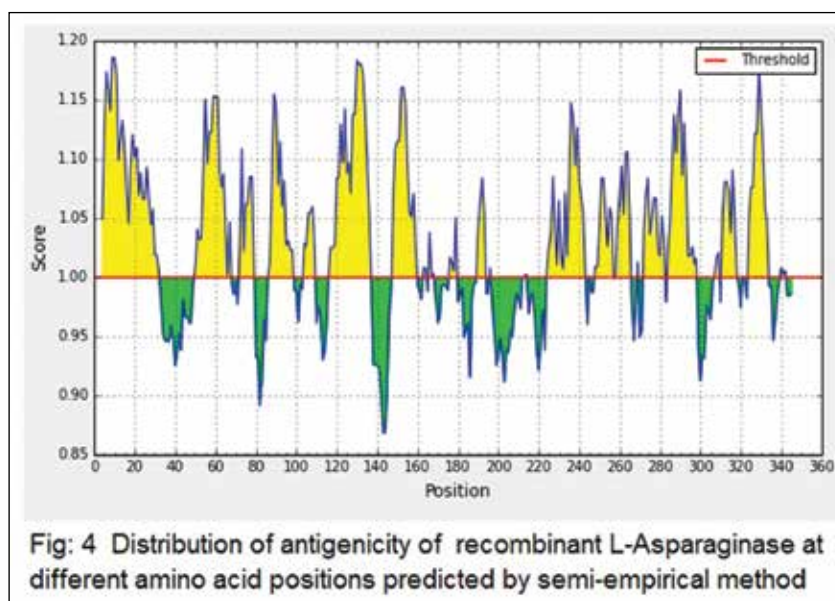 1.20
1.15
1.10
1.05
1.00
0.95
0.90
0.85
Score
Threshold
0 20 40 60 80 100 120 140 160 180 200 220 240 260 280 300 320 340 360
Position
Fig: 4 Distribution of antigenicity of recombinant L-Asparaginase at
different amino acid positions predicted by semi-empirical method